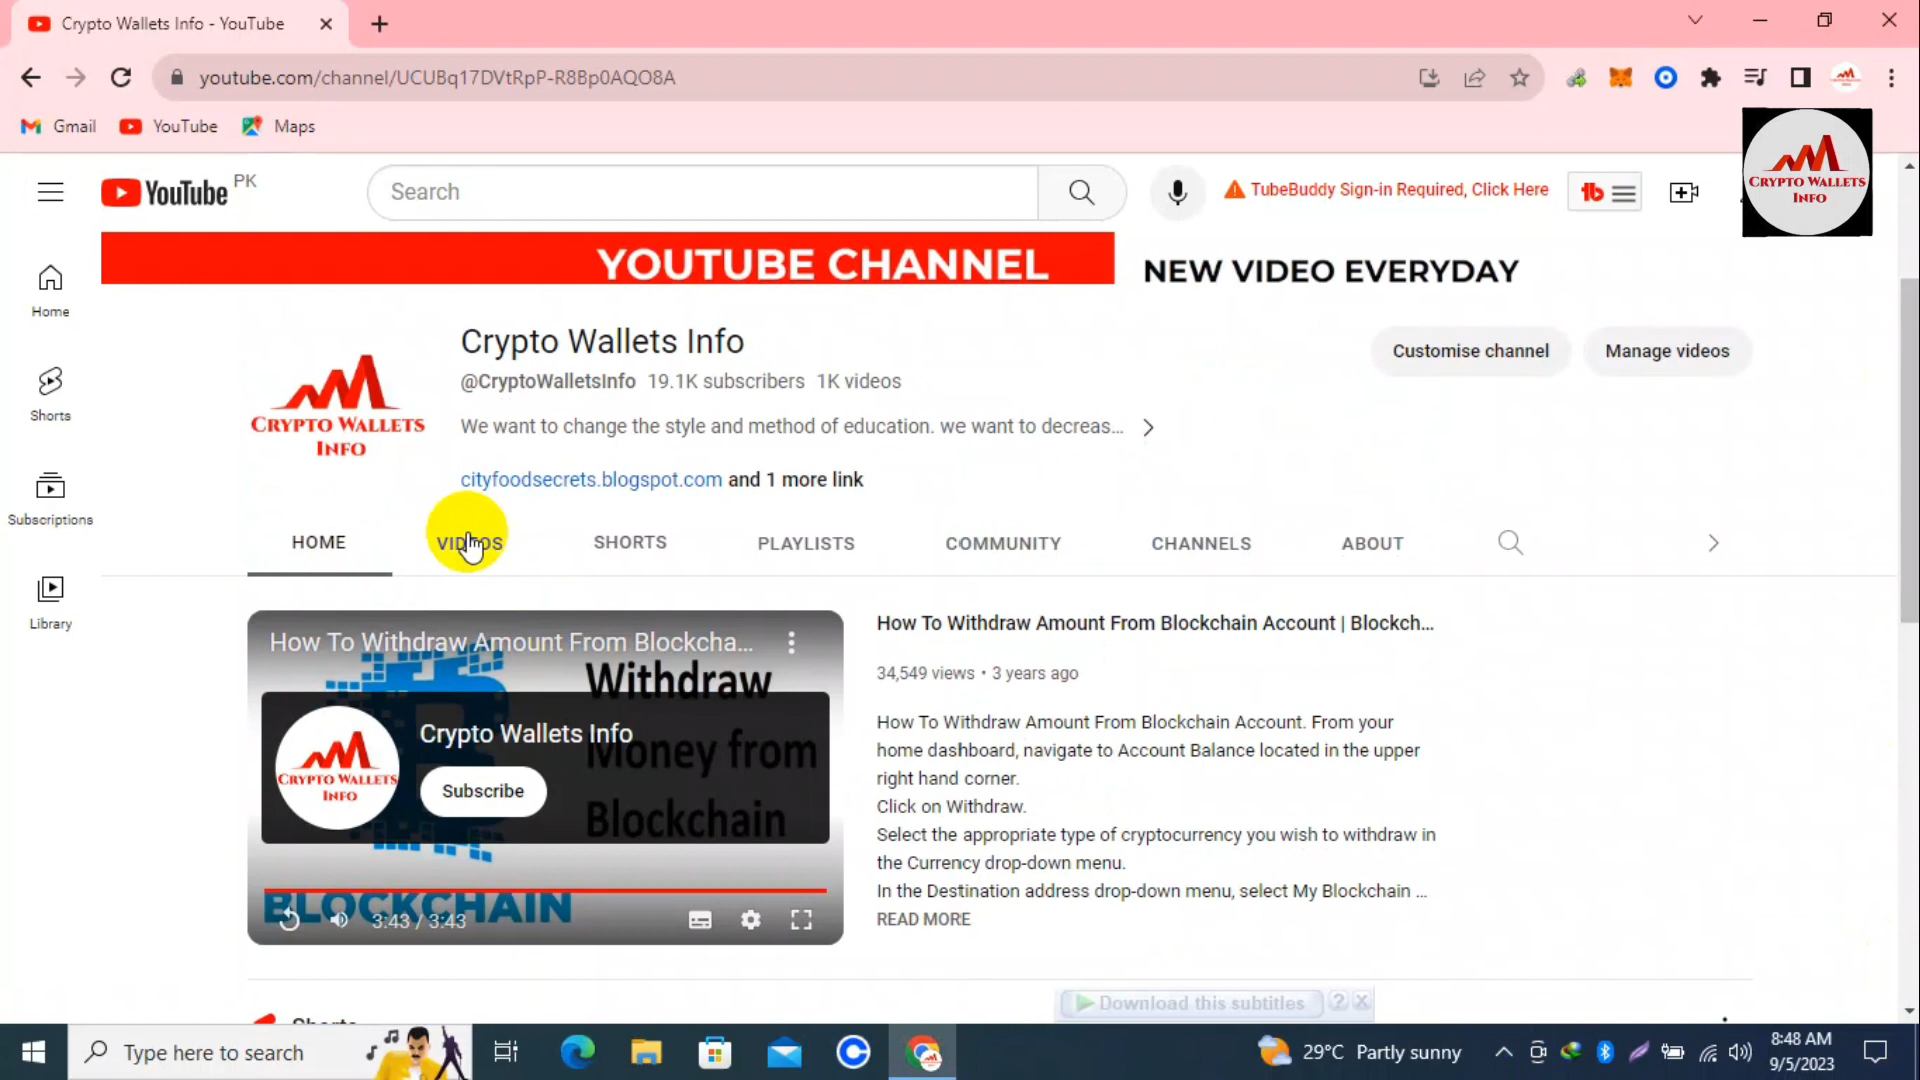 Crypto Wallets Info - YouTube
youtube.com/channel/UCUBq17DVtRpP-R8Bp0AQO8A
Gmail
YouTube
Maps
CRYPTO WALLETS
INFO
YouTube PK
Search
TubeBuddy Sign-in Required, Click Here
tb
YOUTUBE CHANNEL
NEW VIDEO EVERYDAY
Home
Shorts
Subscriptions
Library
CRYPTO WALLETS
INFO
Crypto Wallets Info
@CryptoWalletsInfo 19.1K subscribers 1K videos
We want to change the style and method of education. we want to decreas...
cityfoodsecrets.blogspot.com and 1 more link
Customise channel
Manage videos
HOME
VIDEOS
SHORTS
PLAYLISTS
COMMUNITY
CHANNELS
ABOUT
How To Withdraw Amount From Blockcha...
Withdraw
Money from
Blockchain
CRYPTO WALLETS
INFO
Crypto Wallets Info
Subscribe
BLOCKCHAIN
3:43 / 3:43
How To Withdraw Amount From Blockchain Account | Blockch...
34,549 views • 3 years ago
How To Withdraw Amount From Blockchain Account. From your
home dashboard, navigate to Account Balance located in the upper
right hand corner.
Click on Withdraw.
Select the appropriate type of cryptocurrency you wish to withdraw in
the Currency drop-down menu.
In the Destination address drop-down menu, select My Blockchain ...
READ MORE
Shorts
Download this subtitles ? X
Type here to search
29°C Partly sunny
8:48 AM
9/5/2023